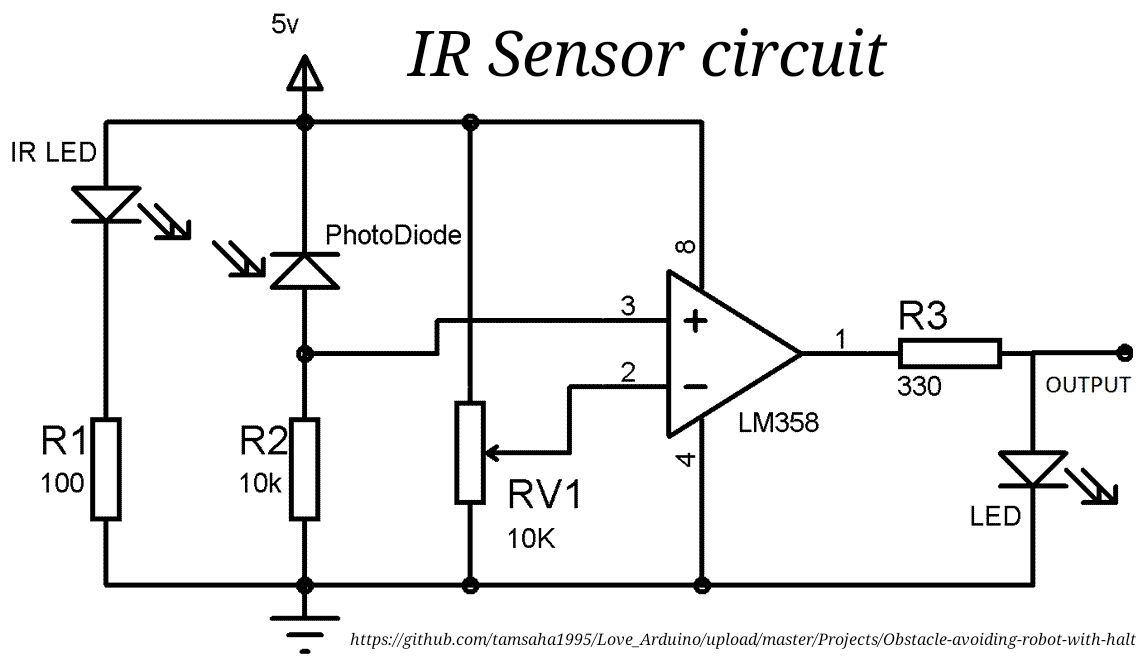 5v
IR Sensor circuit
IR LED
PhotoDiode
8
3
+
2
-
1
R3
330
OUTPUT
LM358
4
R1
100
R2
10k
RV1
10K
LED
https://github.com/tamsaha1995/Love_Arduino/upload/master/Projects/Obstacle-avoiding-robot-with-halt